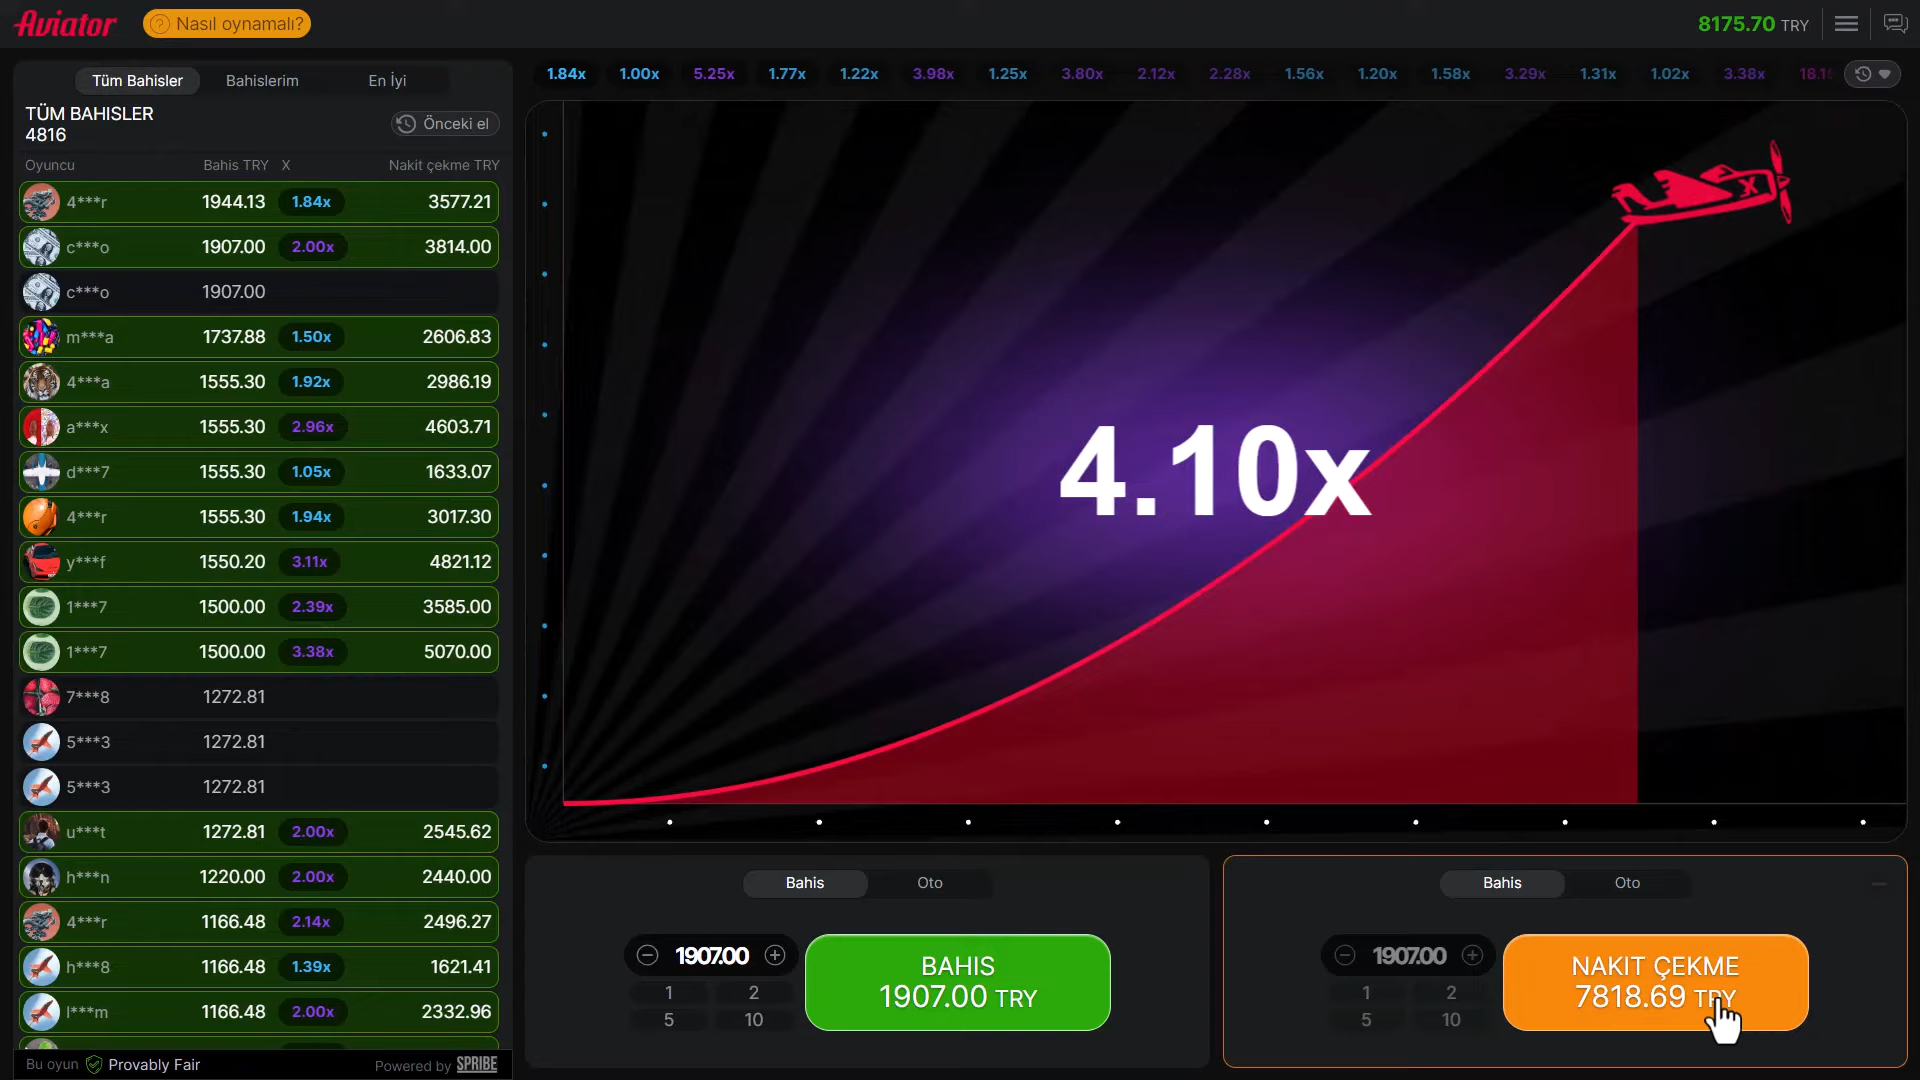 Aviator
Nasıl oynamalı?
8175.70 TRY
Tüm Bahisler Bahislerim En İyi
1.84x 1.00x 5.25x 1.77x 1.22x 3.98x 1.25x 3.80x 2.12x 2.28x 1.56x 1.20x 1.58x 3.29x 1.31x 1.02x 3.38x
TÜM BAHISLER
4816
Önceki el
Oyuncu Bahis TRY X Nakit çekme TRY
4***r 1944.13 1.84x 3577.21
c***o 1907.00 2.00x 3814.00
c***o 1907.00
m***a 1737.88 1.50x 2606.83
4***a 1555.30 1.92x 2986.19
a***x 1555.30 2.96x 4603.71
d***7 1555.30 1.05x 1633.07
4***r 1555.30 1.94x 3017.30
y***f 1550.20 3.11x 4821.12
1***7 1500.00 2.39x 3585.00
1***7 1500.00 3.38x 5070.00
7***8 1272.81
5***3 1272.81
5***3 1272.81
u***t 1272.81 2.00x 2545.62
h***n 1220.00 2.00x 2440.00
4***r 1166.48 2.14x 2496.27
h***8 1166.48 1.39x 1621.41
l***m 1166.48 2.00x 2332.96
Bu oyun Provably Fair Powered by SPRIBE
X
4.10x
Bahis Oto
1907.00
1 2
5 10
BAHIS
1907.00 TRY
Bahis Oto
1907.00
1 2
5 10
NAKIT ÇEKME
7818.69 TRY